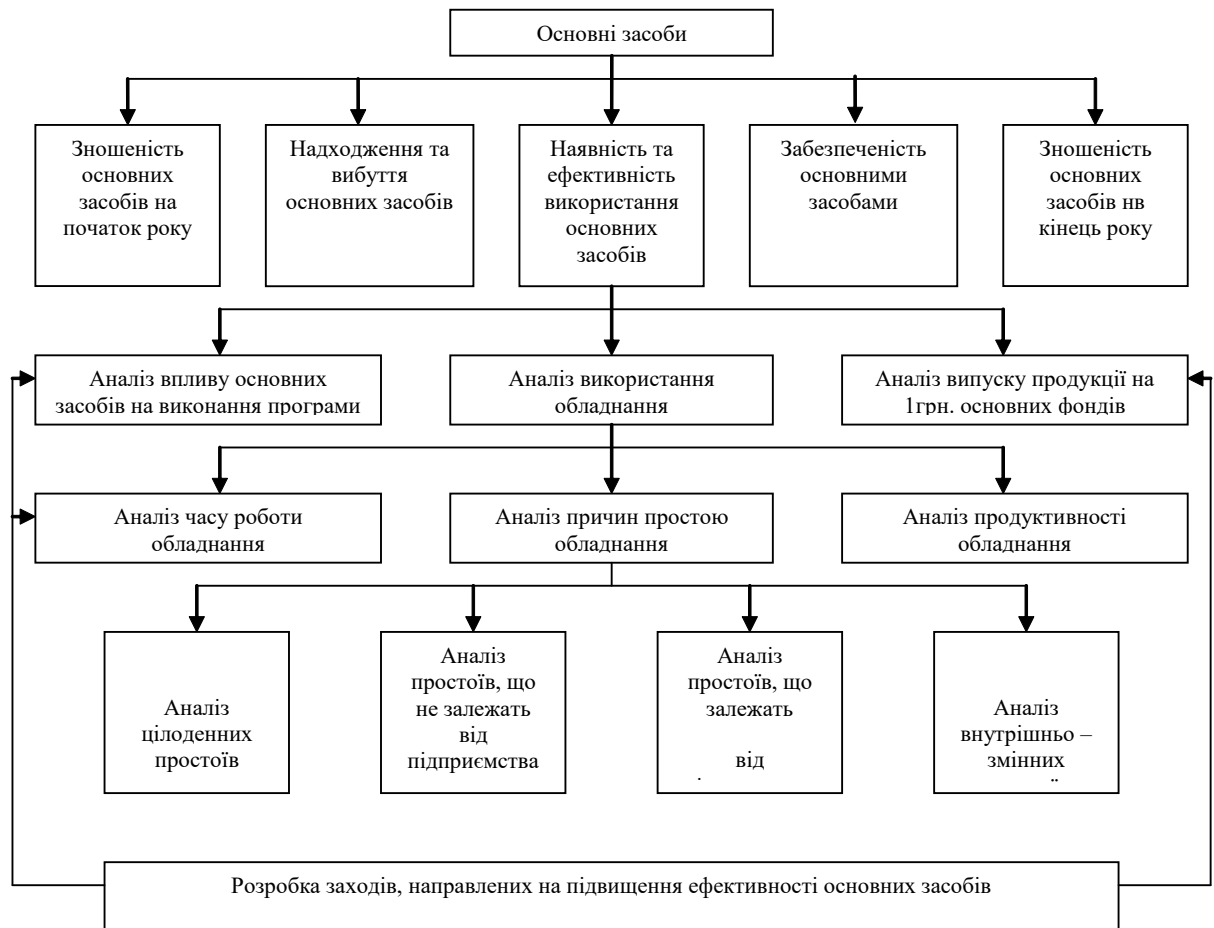 Основні засоби
Зношеність
основних
засобів на
початок року
Надходження та
вибуття
основних засобів
Наявність та
ефективність
використання
основних
засобів
Забезпеченість
основними
засобами
Зношеність
основних
засобів нв
кінець року
Аналіз впливу основних
засобів на виконання програми
Аналіз використання
обладнання
Аналіз випуску продукції на
1грн. основних фондів
Аналіз часу роботи
обладнання
Аналіз причин простою
обладнання
Аналіз продуктивності
обладнання
Аналіз
цілоденних
простоїв
Аналіз
простоїв, що
не залежать
від
підприємства
Аналіз
простоїв, що
залежать
від
Аналіз
внутрішньо –
змінних
Розробка заходів, направлених на підвищення ефективності основних засобів